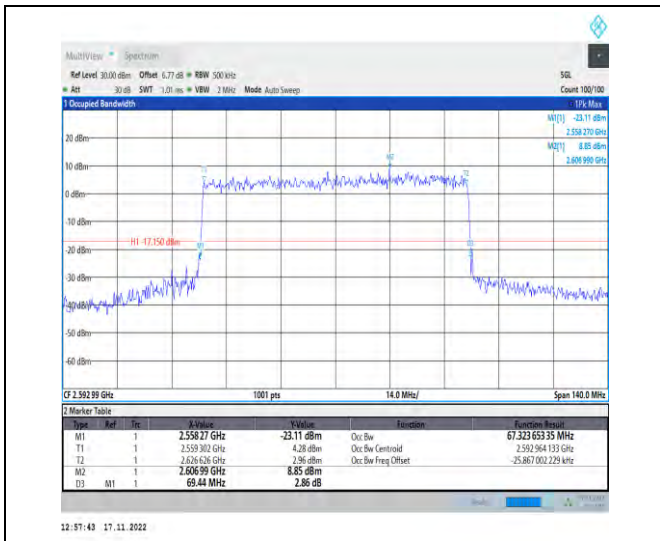 MultiView Spectrum
Ref Level 30.00 dBm Offset 6.77 dB RBW 500 kHz SGL
Att 30 dB SWT 1.01 ms VBW 2 MHz Mode Auto Sweep Count 100/100
1 Occupied Bandwidth 1Pk Max
M1[1] -23.11 dBm
2.558 270 GHz
20 dBm M2[1] 8.85 dBm
2.606 990 GHz
10 dBm M2
T1 T2
0 dBm
-10 dBm
H1 -17.150 dBm
M1 D3
-20 dBm
-30 dBm
-40 dBm
-50 dBm
-60 dBm
CF 2.592 99 GHz 1001 pts 14.0 MHz/ Span 140.0 MHz
2 Marker Table
Type Ref Trc X-Value Y-Value Function Function Result
M1 1 2.558 27 GHz -23.11 dBm Occ Bw 67.323 653 35 MHz
T1 1 2.559 302 GHz 4.28 dBm Occ Bw Centroid 2.592 964 133 GHz
T2 1 2.626 626 GHz 2.96 dBm Occ Bw Freq Offset -25.867 002 229 kHz
M2 1 2.606 99 GHz 8.85 dBm
D3 M1 1 69.44 MHz 2.86 dB
12:57:43 17.11.2022